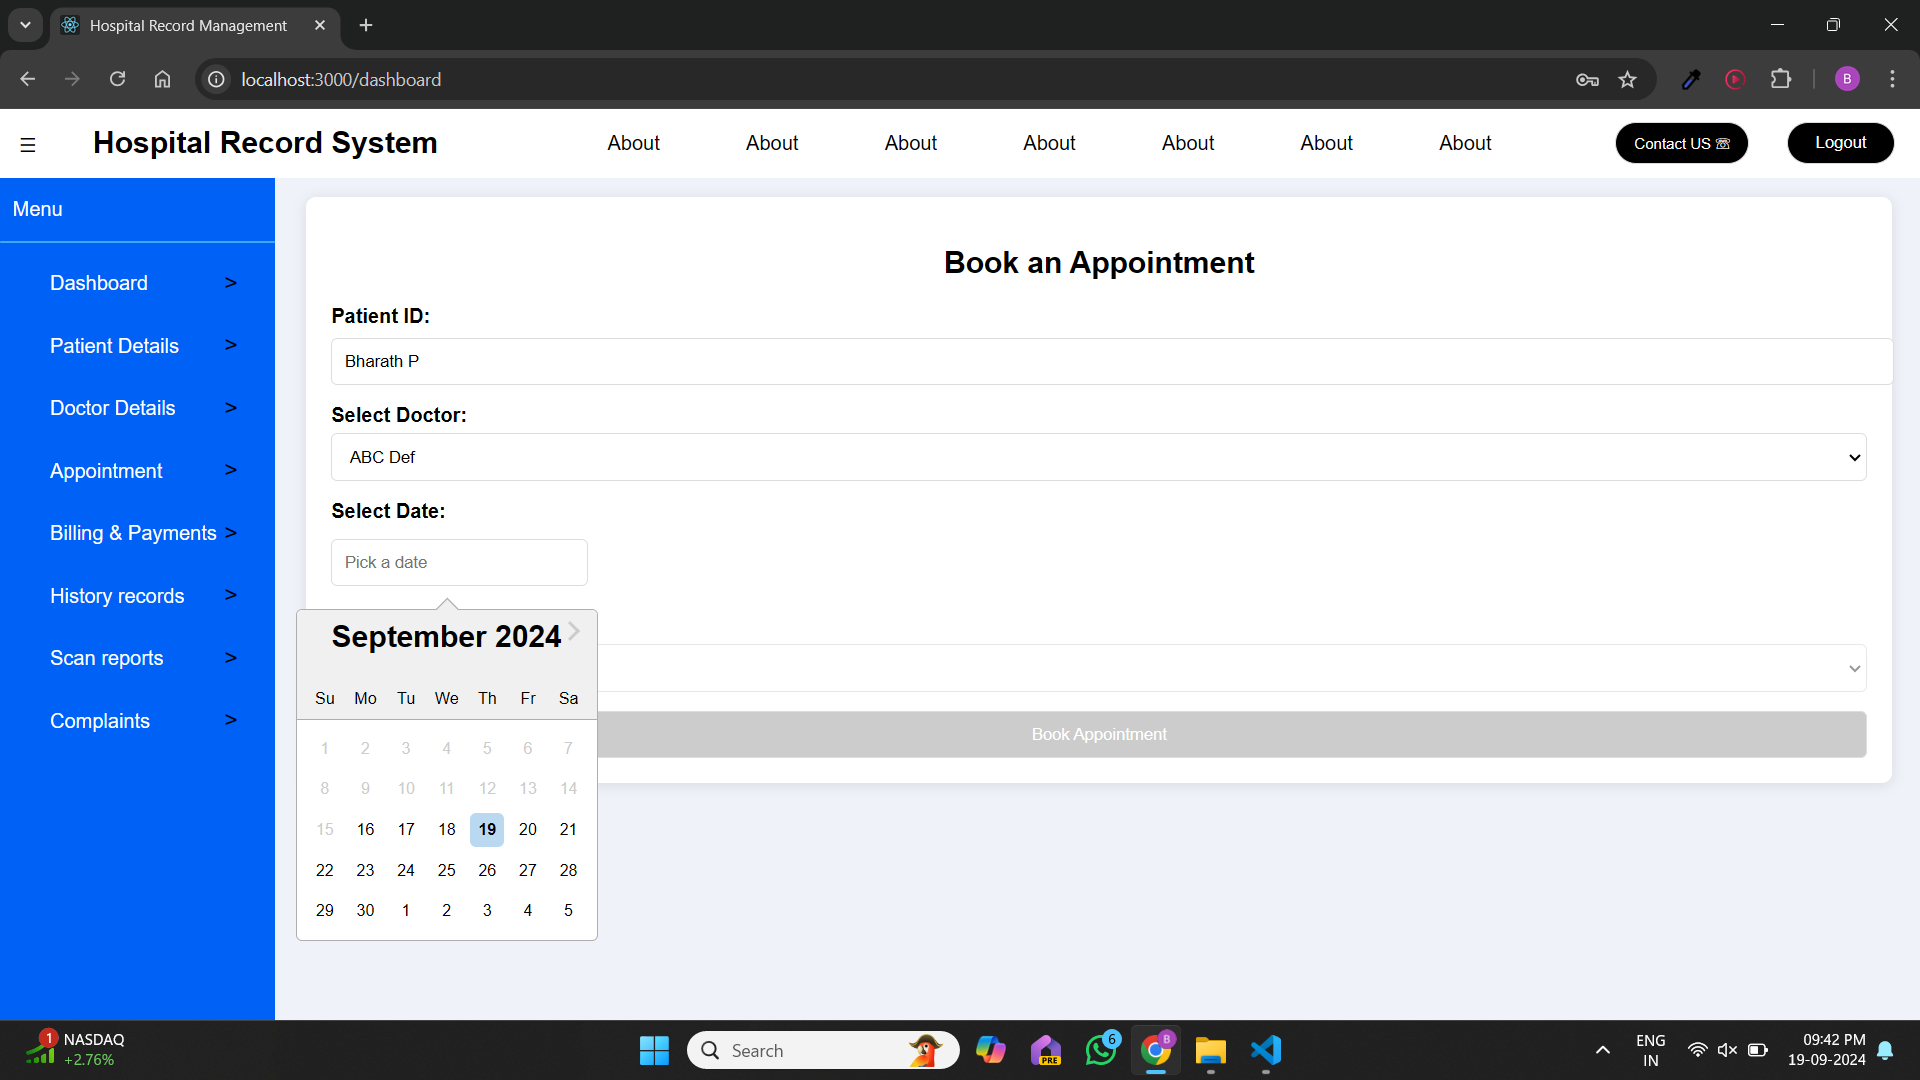 Hospital Record Management
localhost:3000/dashboard
B
☰ Hospital Record System About About About About About About About Contact US ☏ Logout
Menu
Dashboard >
Patient Details >
Doctor Details >
Appointment >
Billing & Payments >
History records >
Scan reports >
Complaints >
Book an Appointment
Patient ID:
Bharath P
Select Doctor:
ABC Def
Select Date:
Pick a date
September 2024
Su Mo Tu We Th Fr Sa
1 2 3 4 5 6 7
8 9 10 11 12 13 14
15 16 17 18 19 20 21
22 23 24 25 26 27 28
29 30 1 2 3 4 5
Book Appointment
1 NASDAQ
+2.76%
Search
PRE
6
B
ENG
IN
09:42 PM
19-09-2024